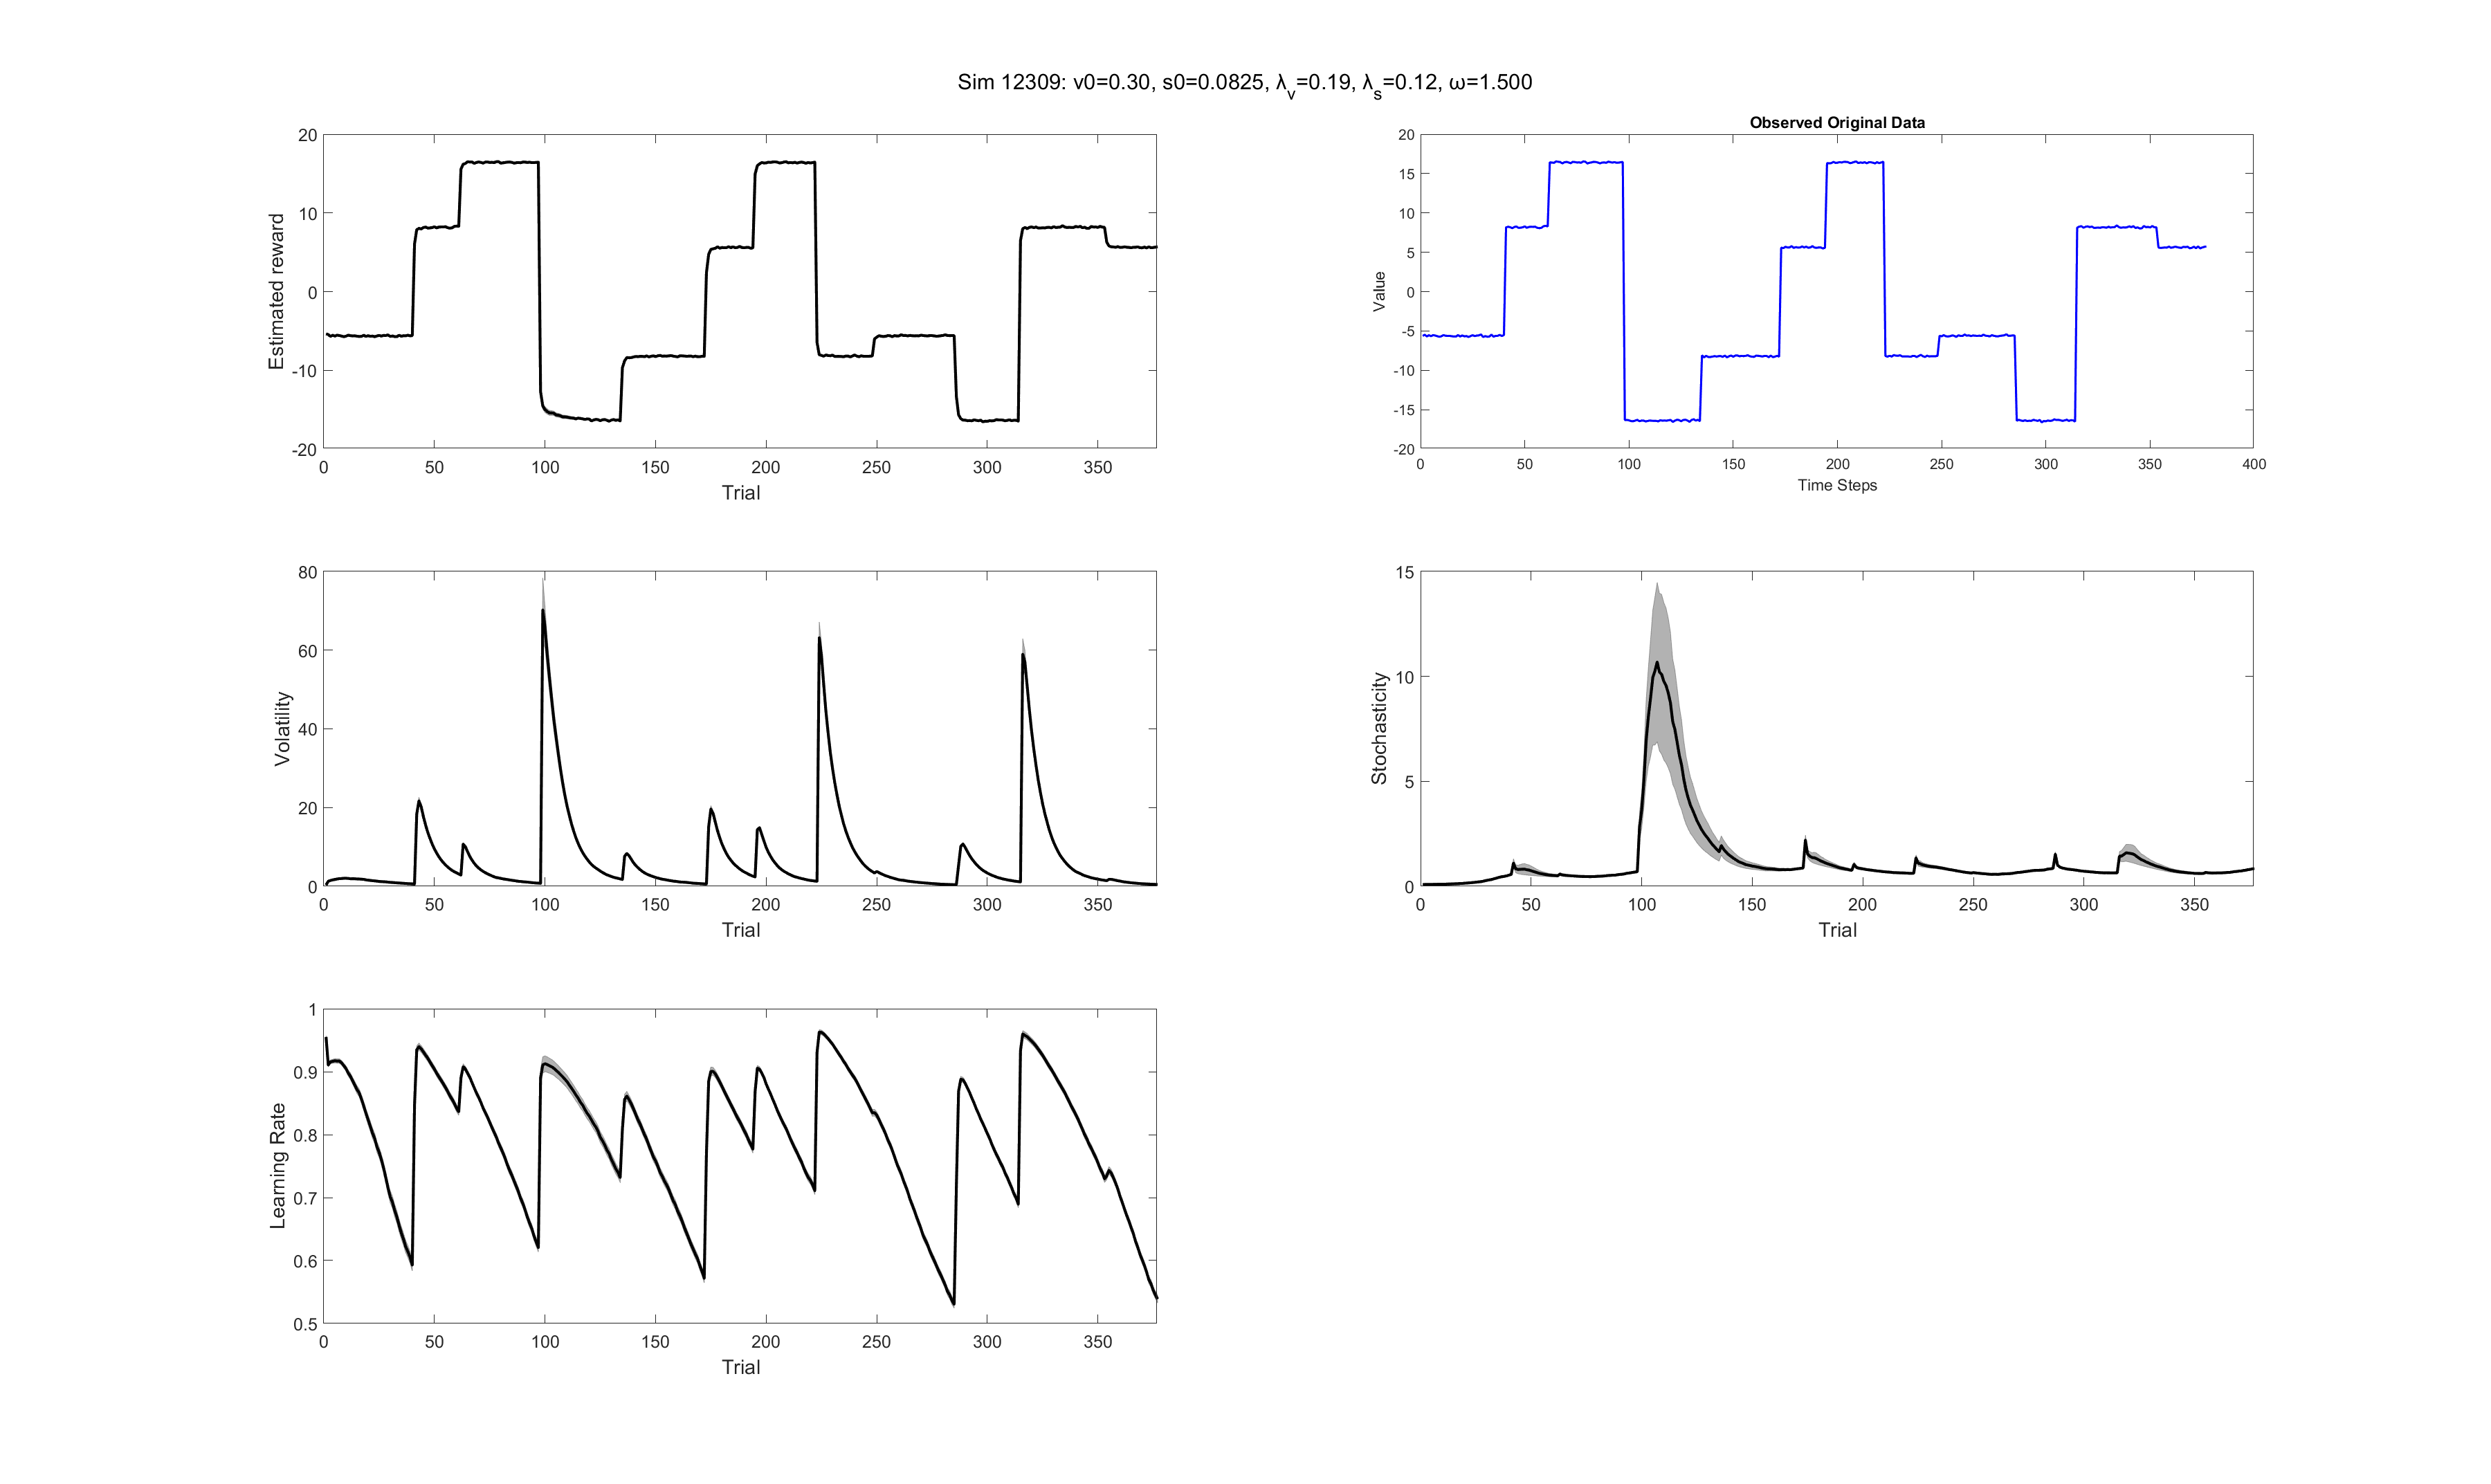 Sim 12309: v0=0.30, s0=0.0825, λv=0.19, λs=0.12, ω=1.500
20
10
0
-10
-20
Estimated reward
0 50 100 150 200 250 300 350
Trial
Observed Original Data
20
15
10
5
0
-5
-10
-15
-20
Value
0 50 100 150 200 250 300 350 400
Time Steps
80
60
40
20
0
Volatility
0 50 100 150 200 250 300 350
Trial
15
10
5
0
Stochasticity
0 50 100 150 200 250 300 350
Trial
1
0.9
0.8
0.7
0.6
0.5
Learning Rate
0 50 100 150 200 250 300 350
Trial